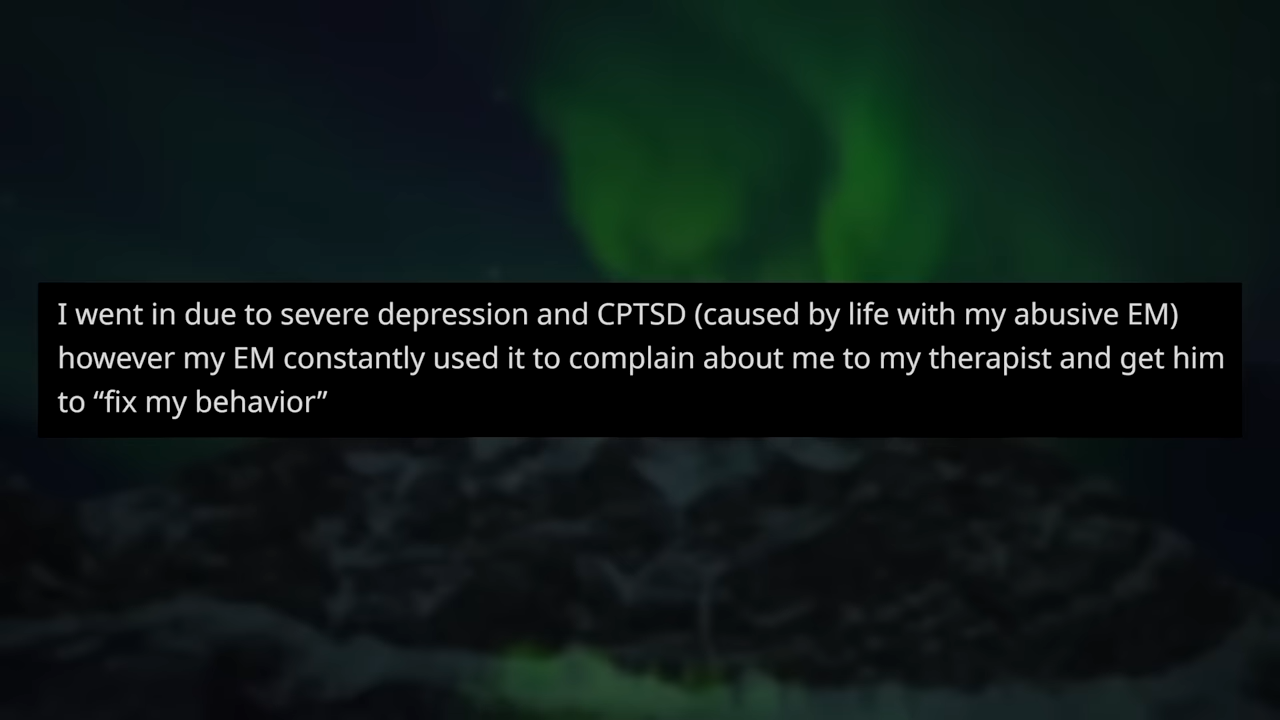 I went in due to severe depression and CPTSD (caused by life with my abusive EM)
however my EM constantly used it to complain about me to my therapist and get him
to “fix my behavior”